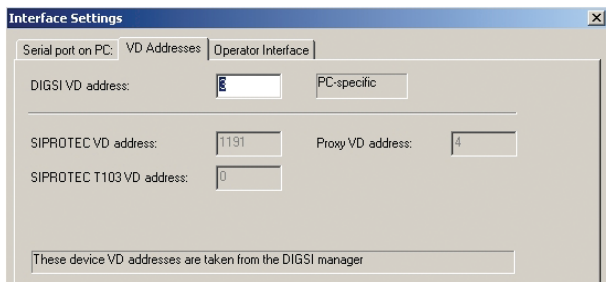 Interface Settings
Serial port on PC: VD Addresses Operator Interface
DIGSI VD address: 3 PC-specific
SIPROTEC VD address: 1191 Proxy VD address: 4
SIPROTEC T103 VD address: 0
These device VD addresses are taken from the DIGSI manager